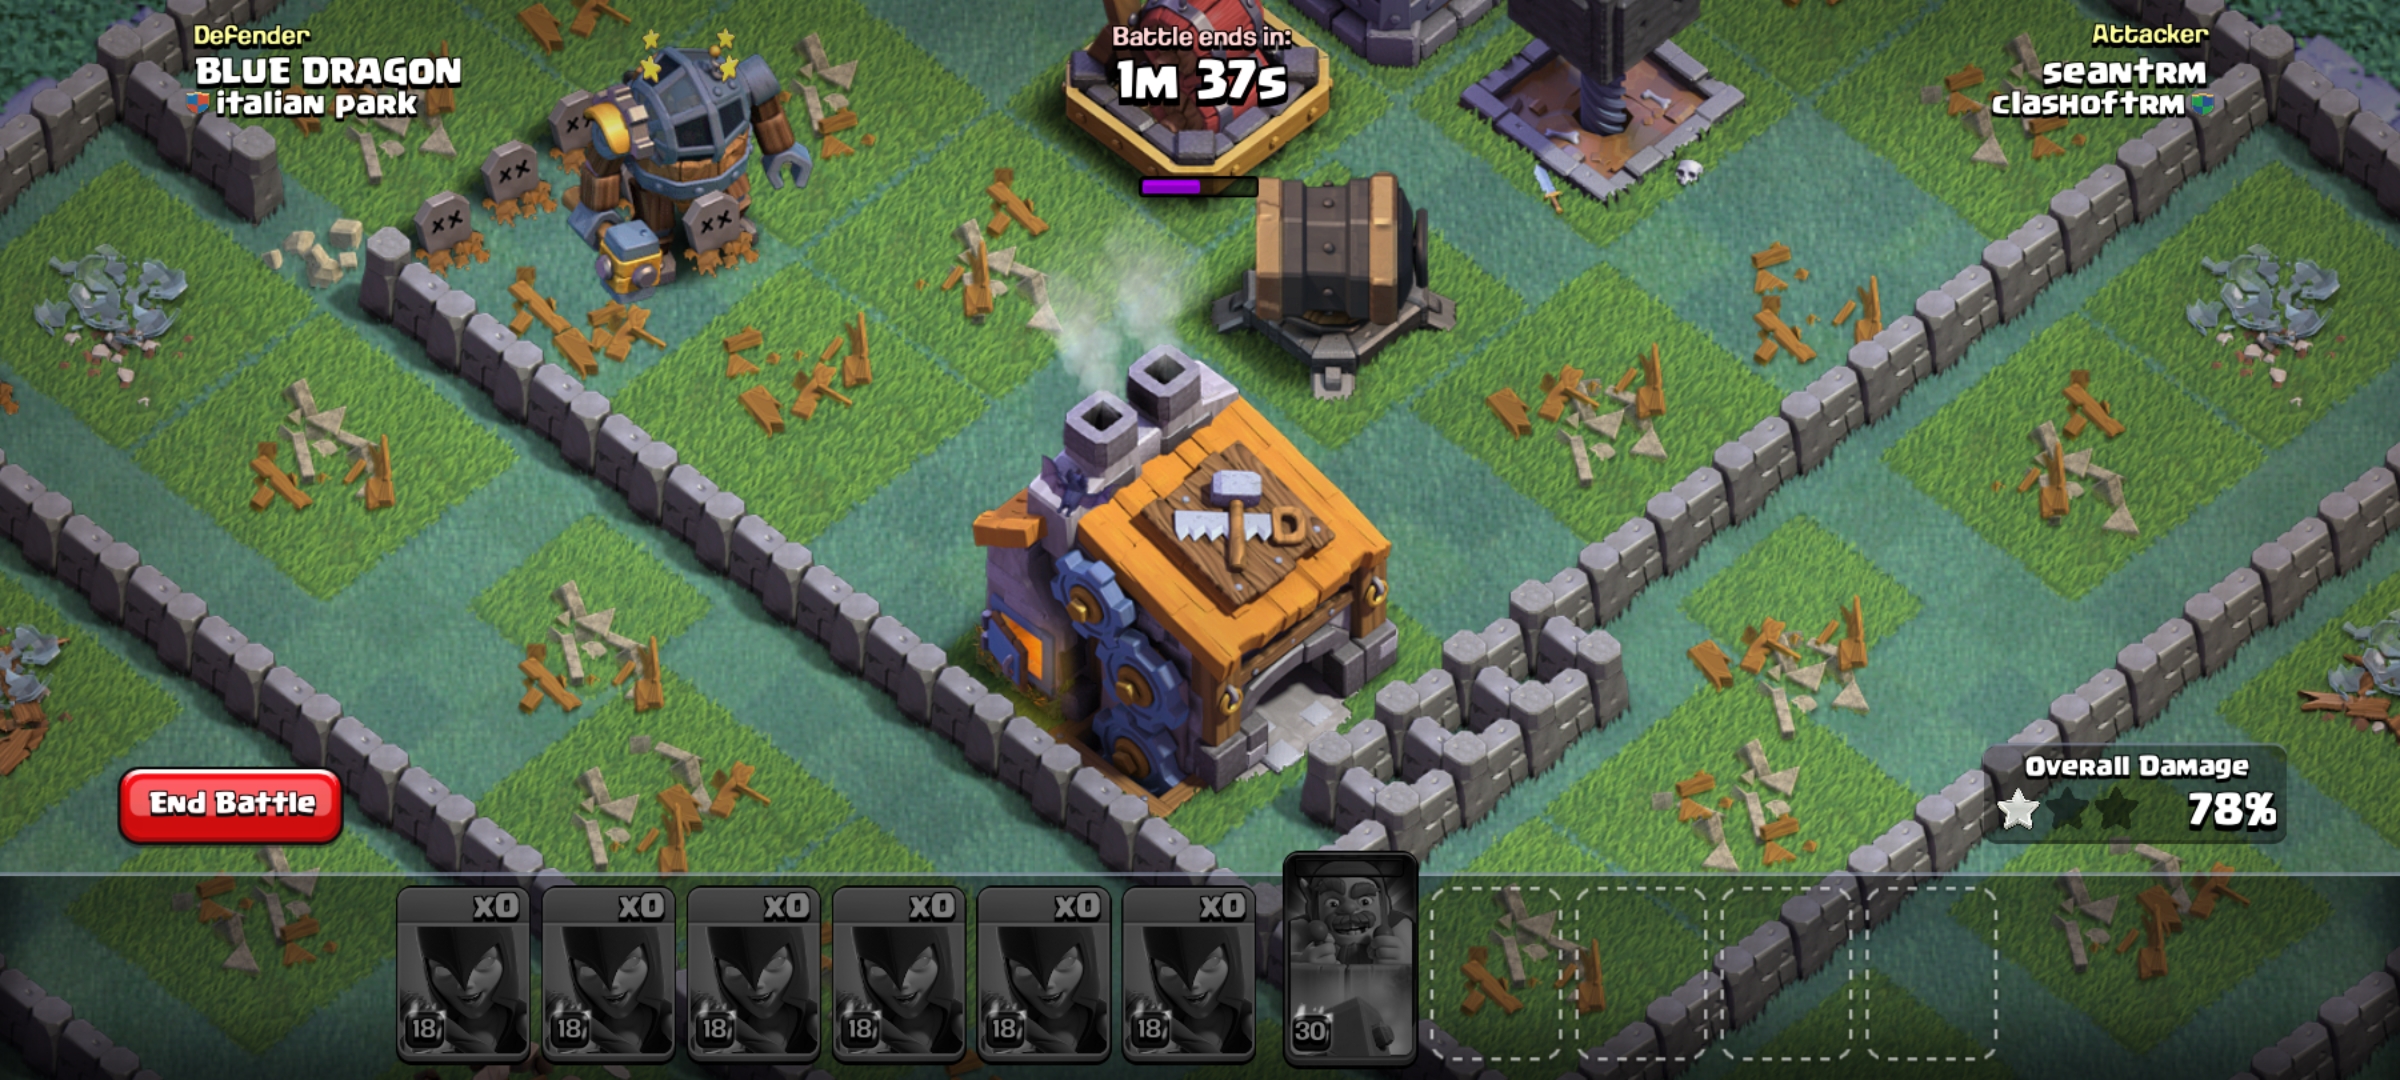 Defender
BLUE DRAGON
italian park
Battle ends in:
1M 37s
Attacker
seantRM
clashoftRM
End Battle
Overall Damage
78%
x0
x0
x0
x0
x0
x0
18
18
18
18
18
18
30